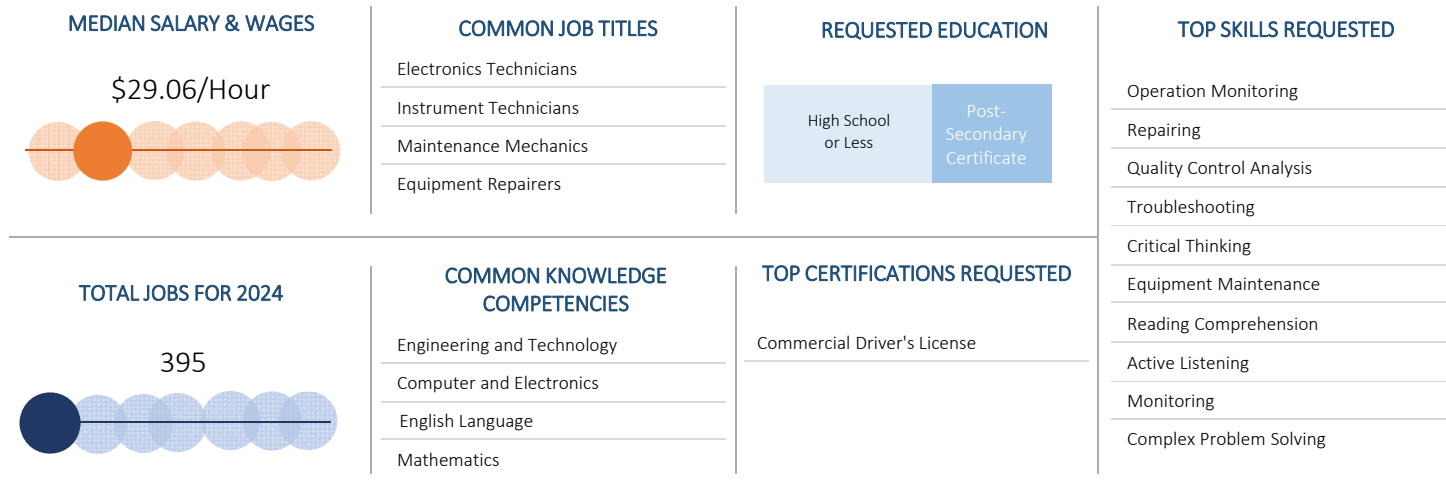 MEDIAN SALARY & WAGES
$29.06/Hour
COMMON JOB TITLES
Electronics Technicians
Instrument Technicians
Maintenance Mechanics
Equipment Repairers
REQUESTED EDUCATION
High School
or Less
Post-
Secondary
Certificate
TOTAL JOBS FOR 2024
395
COMMON KNOWLEDGE
COMPETENCIES
Engineering and Technology
Computer and Electronics
English Language
Mathematics
TOP CERTIFICATIONS REQUESTED
Commercial Driver's License
TOP SKILLS REQUESTED
Operation Monitoring
Repairing
Quality Control Analysis
Troubleshooting
Critical Thinking
Equipment Maintenance
Reading Comprehension
Active Listening
Monitoring
Complex Problem Solving